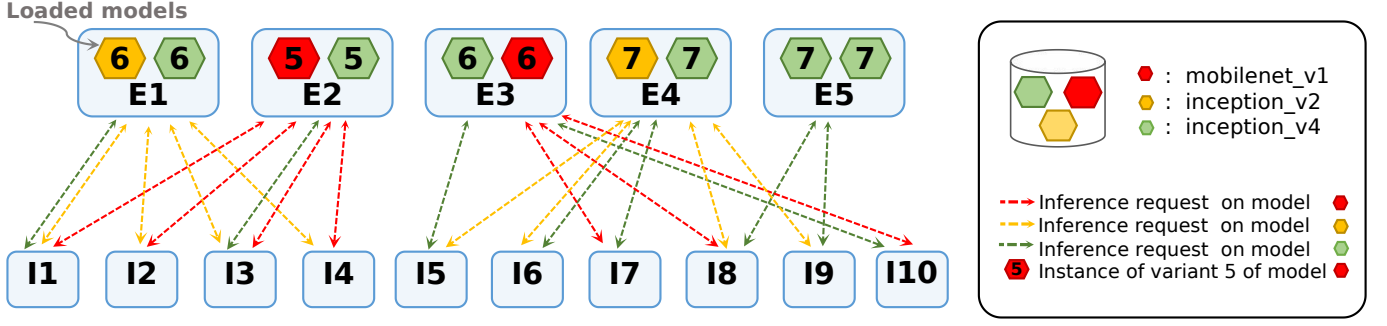 Loaded models
6 6 5 5 6 6 7 7 7 7
E1 E2 E3 E4 E5
I1 I2 I3 I4 I5 I6 I7 I8 I9 I10
: mobilenet_v1
: inception_v2
: inception_v4
Inference request on model
Inference request on model
Inference request on model
5 Instance of variant 5 of model